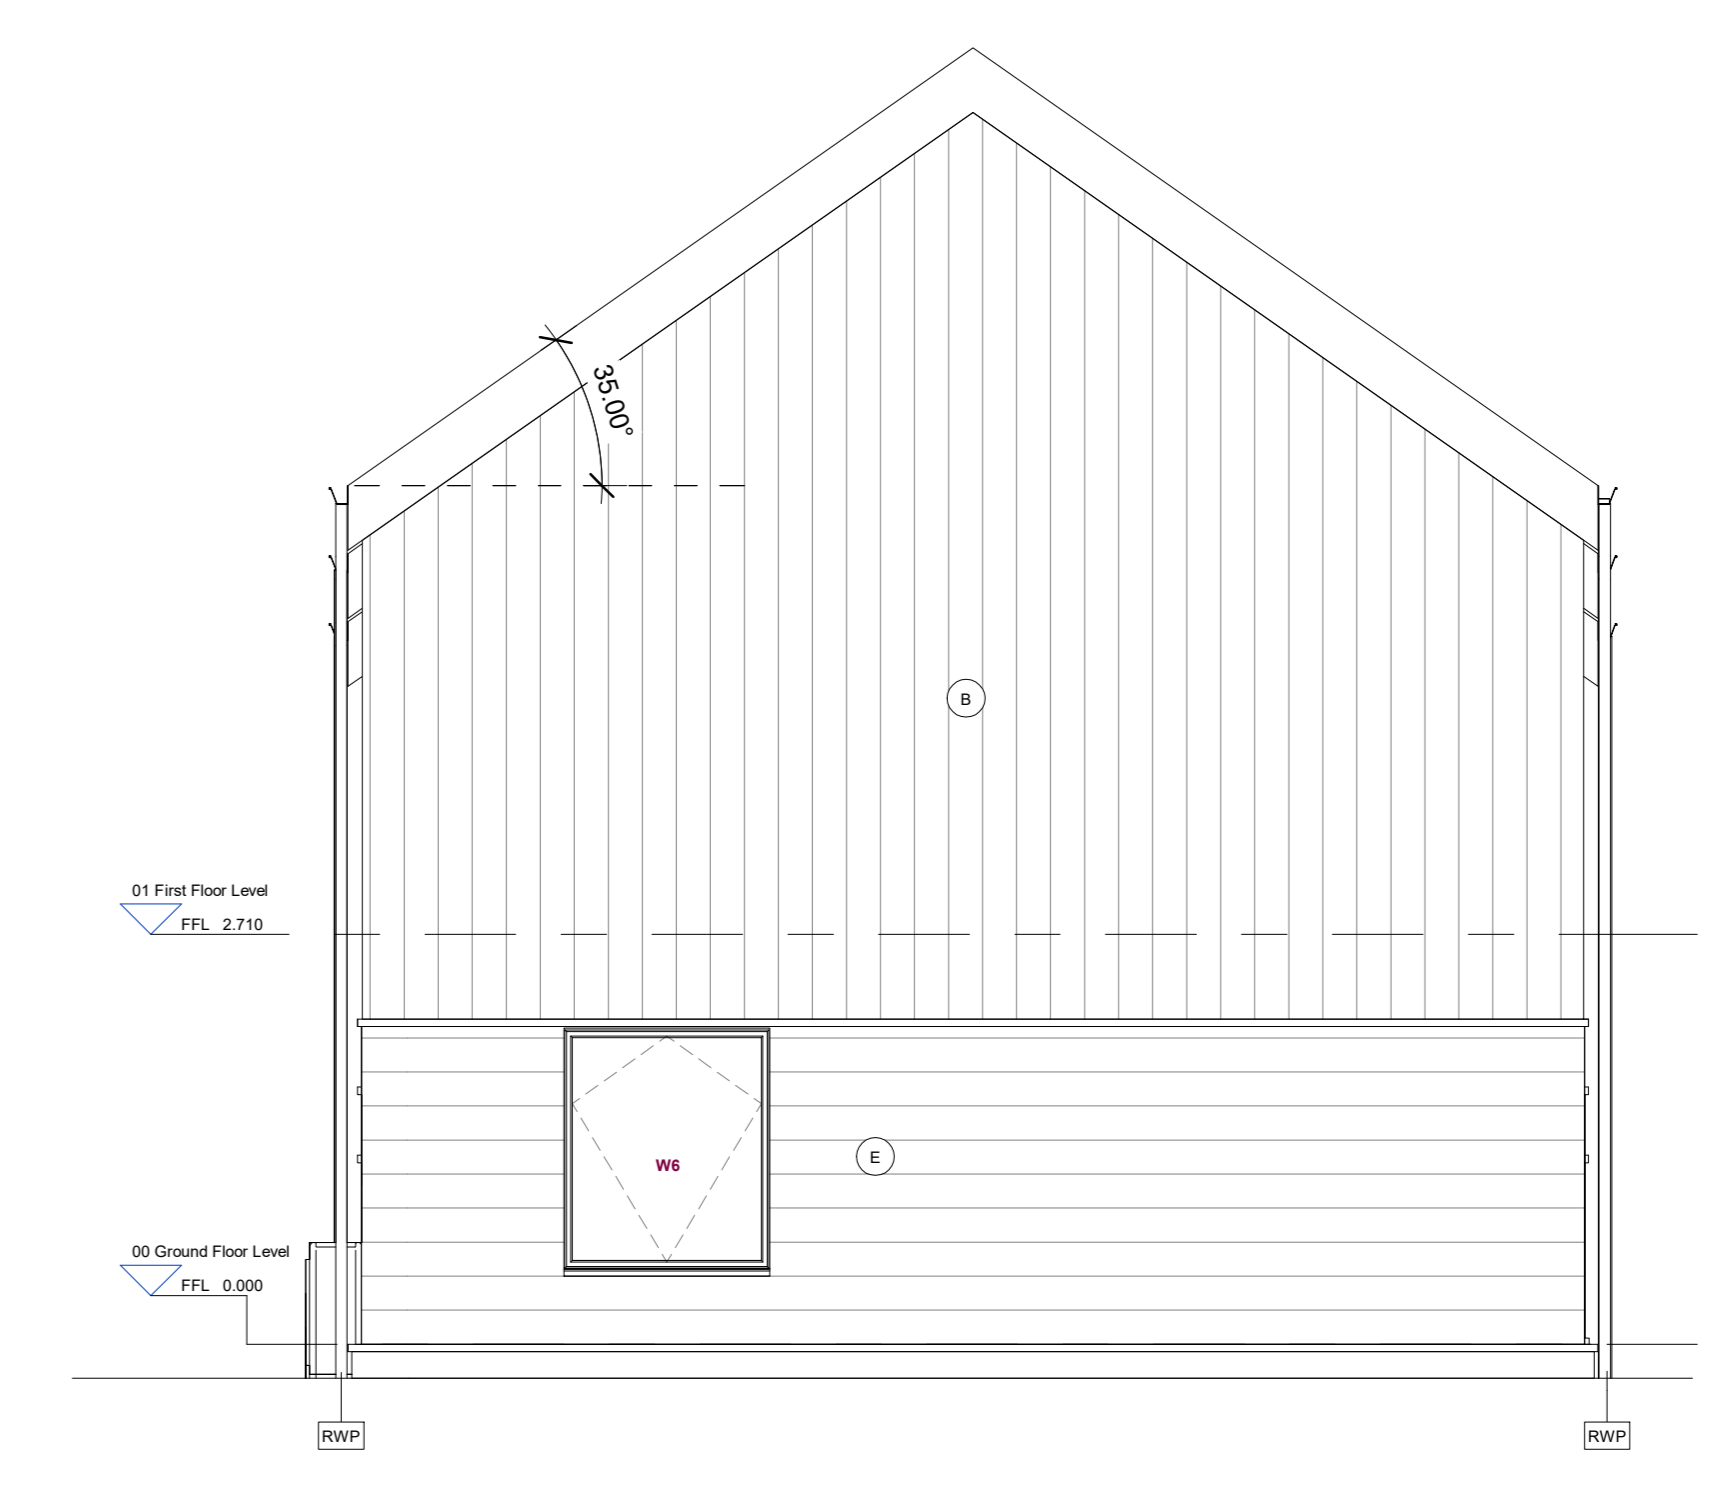 35.00°
B
01 First Floor Level
FFL 2.710
W6
E
00 Ground Floor Level
FFL 0.000
RWP
RWP